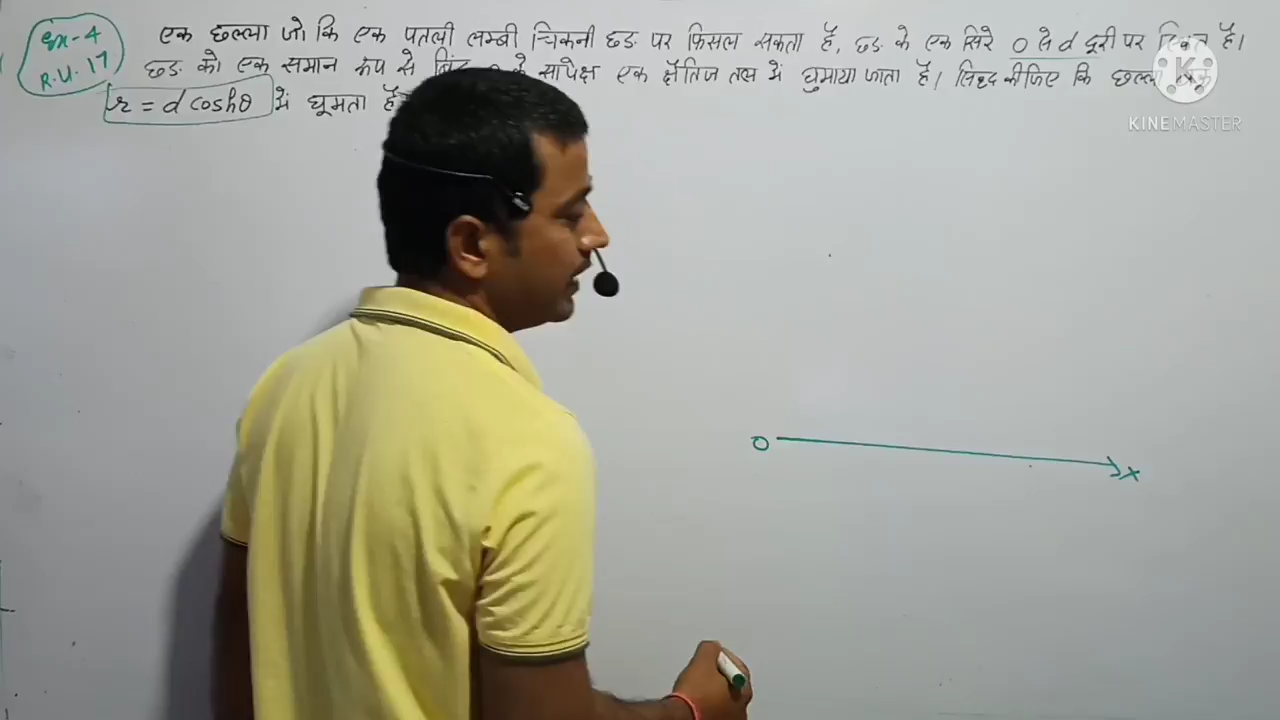 Ex-4
R.U. 17
एक छल्ला जो कि एक पतली लम्बी चिकनी छड पर फिसल सकता है, छड के एक सिरे O से d दूरी पर है।
छड को एक समान रूप से के सापेक्ष एक क्षैतिज तल में घुमाया जाता है। सिद्ध कीजिए कि छल्ला
r = d coshθ में घूमता है
KINEMASTER
O
x